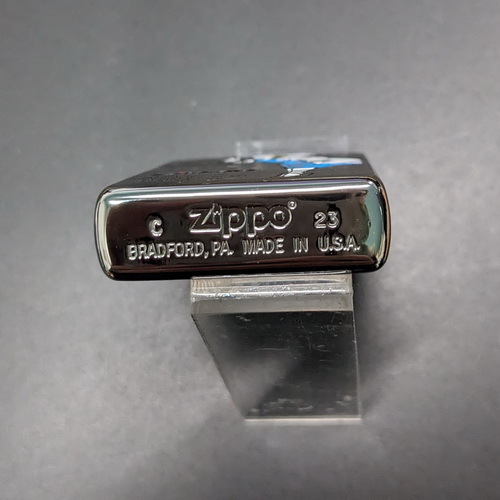 C Zippo® 23
BRADFORD, PA. MADE IN U.S.A.